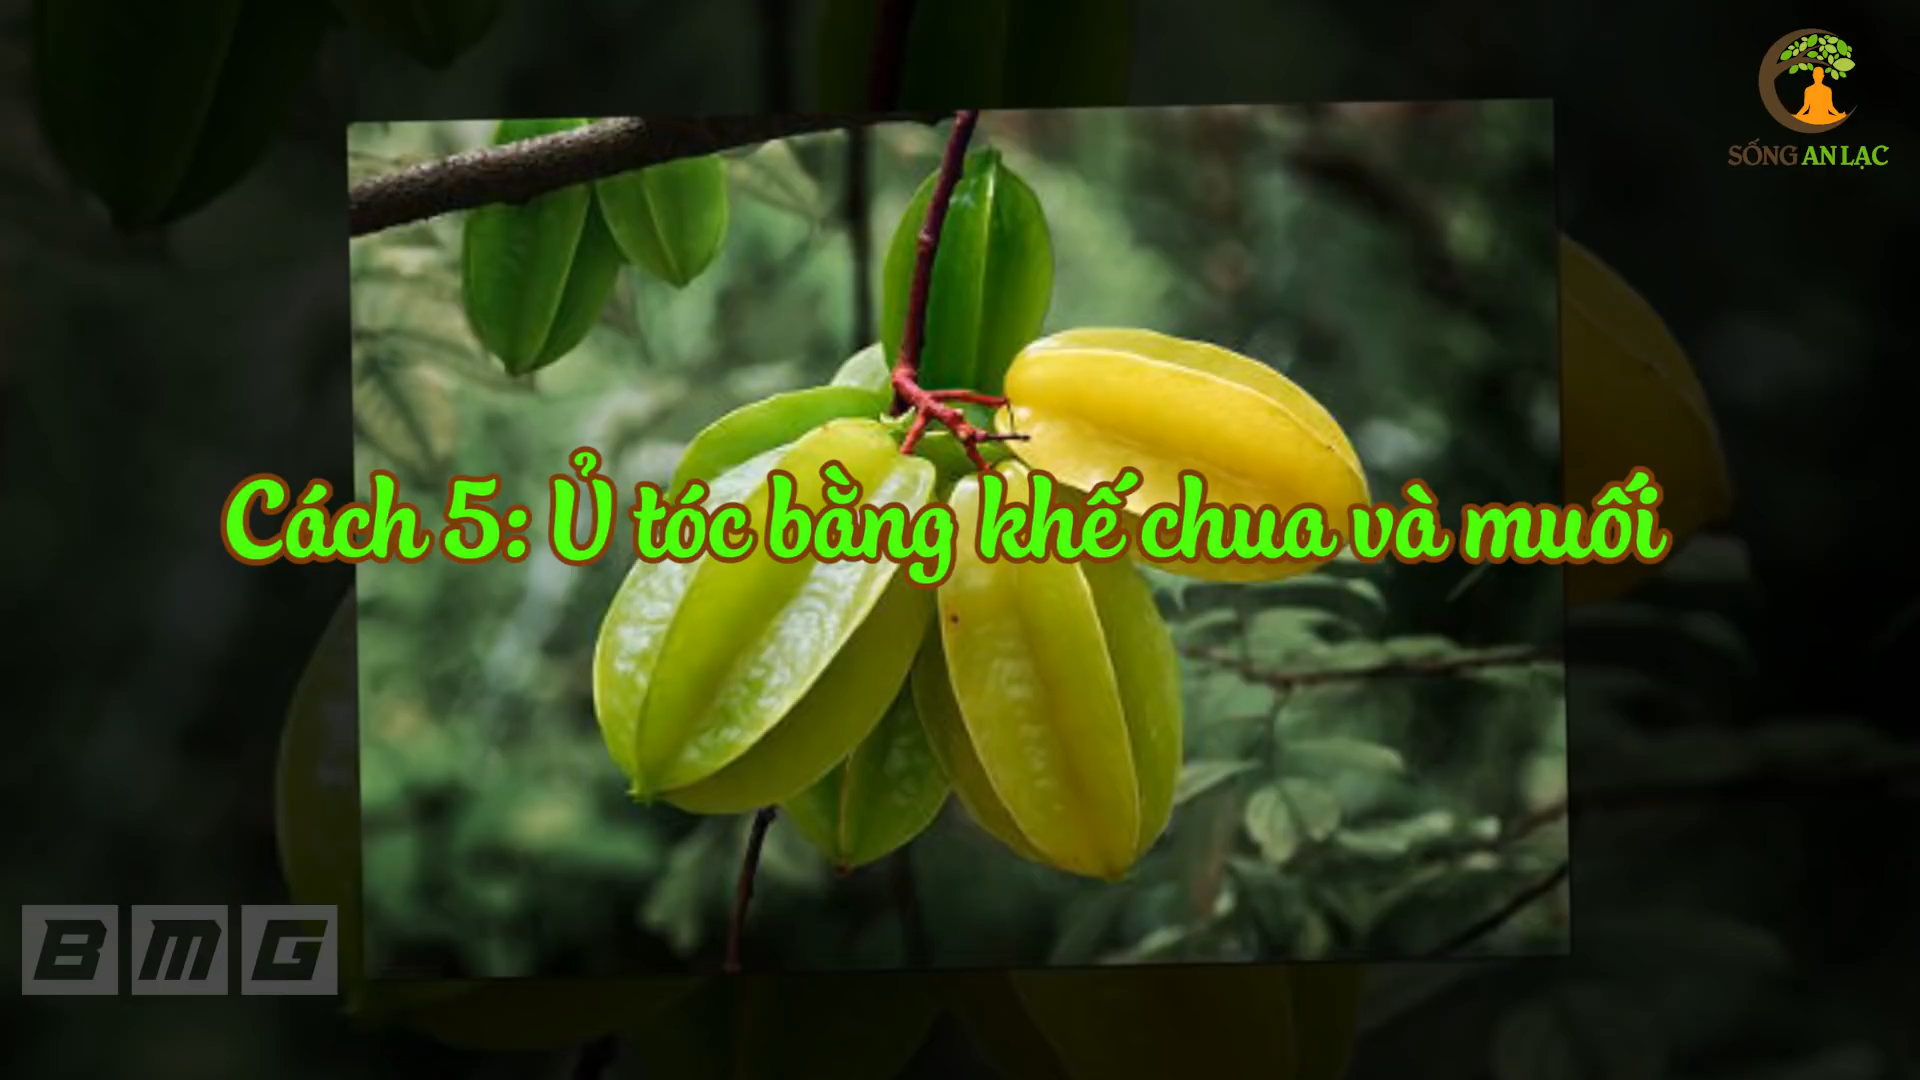 SỐNG AN LẠC
Cách 5: Ủ tóc bằng khế chua và muối
BMG